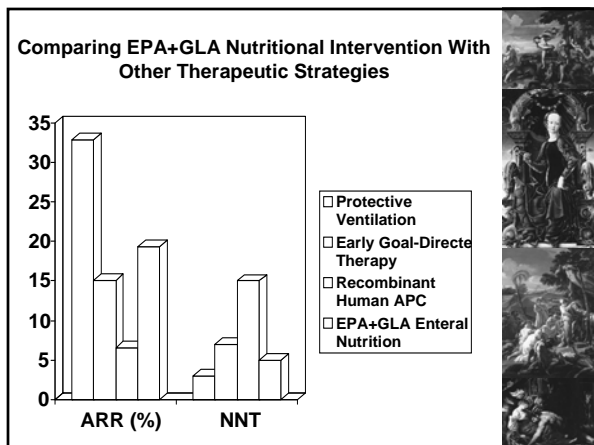 Comparing EPA+GLA Nutritional Intervention With
Other Therapeutic Strategies
35
30
25
20
15
10
5
0
ARR (%) NNT
Protective
Ventilation
Early Goal-Directe
Therapy
Recombinant
Human APC
EPA+GLA Enteral
Nutrition